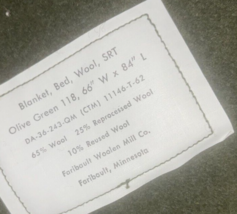 Blanket, Bed, Wool, SRT
Olive Green 118, 66" W x 84" L
DA-36-243-QM (CTM) 11146-T-62
65% Wool 25% Reprocessed Wool
10% Reused Wool
Faribault Woolen Mill Co.
Faribault, Minnesota